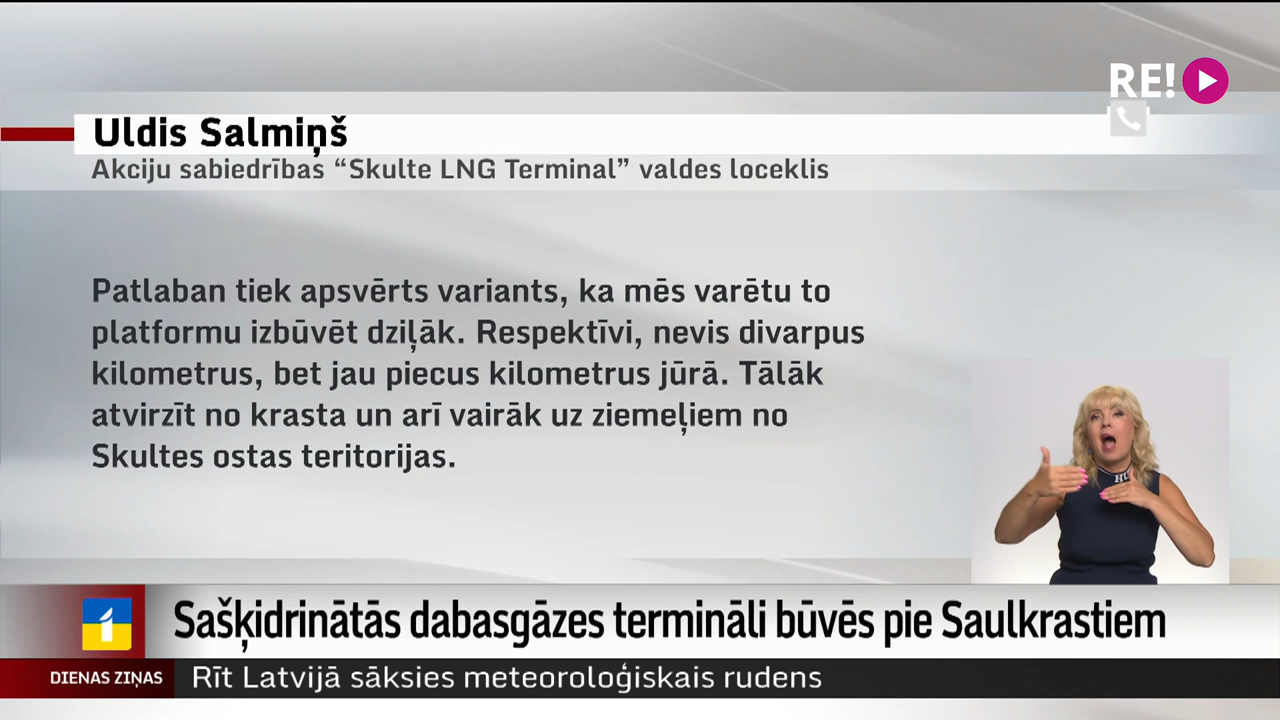 RE!
Uldis Salmiņš
Akciju sabiedrības “Skulte LNG Terminal” valdes loceklis
Patlaban tiek apsvērts variants, ka mēs varētu to
platformu izbūvēt dziļāk. Respektīvi, nevis divarpus
kilometrus, bet jau piecus kilometrus jūrā. Tālāk
atvirzīt no krasta un arī vairāk uz ziemeļiem no
Skultes ostas teritorijas.
1
Sašķidrinātās dabasgāzes termināli būvēs pie Saulkrastiem
DIENAS ZIŅAS
Rīt Latvijā sāksies meteoroloģiskais rudens